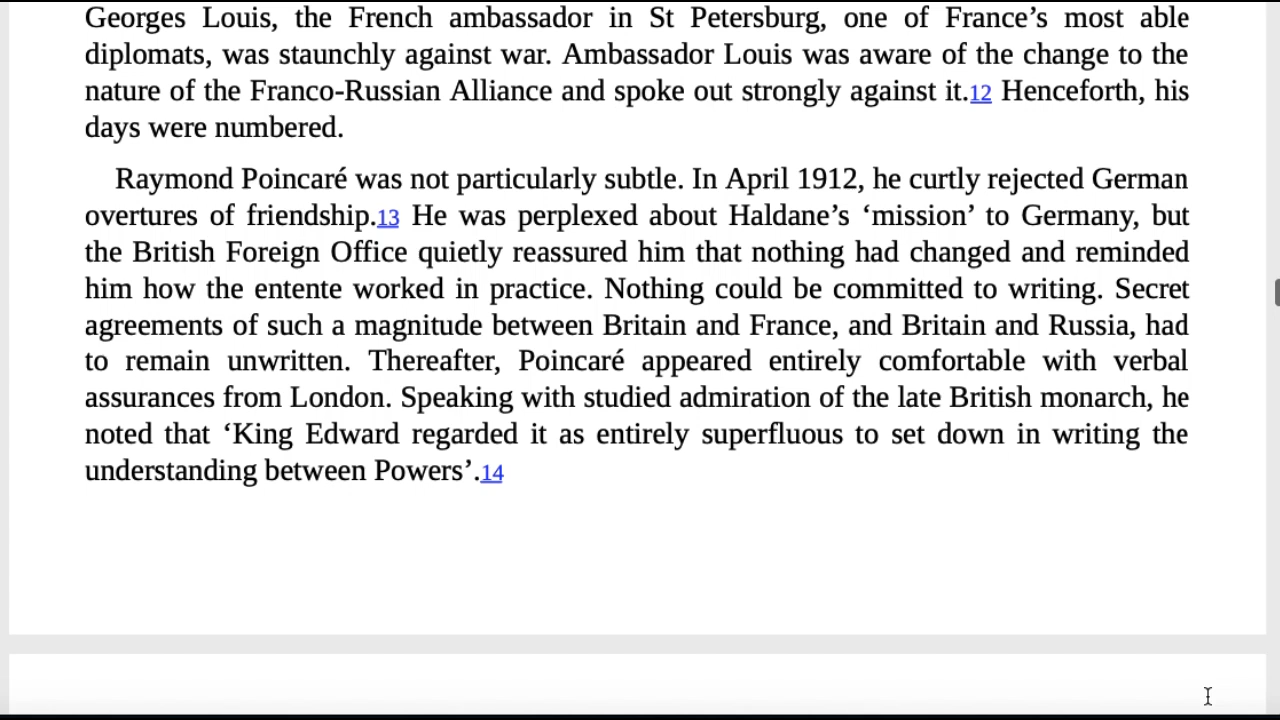 Georges Louis, the French ambassador in St Petersburg, one of France’s most able
diplomats, was staunchly against war. Ambassador Louis was aware of the change to the
nature of the Franco-Russian Alliance and spoke out strongly against it.12 Henceforth, his
days were numbered.
Raymond Poincaré was not particularly subtle. In April 1912, he curtly rejected German
overtures of friendship.13 He was perplexed about Haldane’s ‘mission’ to Germany, but
the British Foreign Office quietly reassured him that nothing had changed and reminded
him how the entente worked in practice. Nothing could be committed to writing. Secret
agreements of such a magnitude between Britain and France, and Britain and Russia, had
to remain unwritten. Thereafter, Poincaré appeared entirely comfortable with verbal
assurances from London. Speaking with studied admiration of the late British monarch, he
noted that ‘King Edward regarded it as entirely superfluous to set down in writing the
understanding between Powers’.14